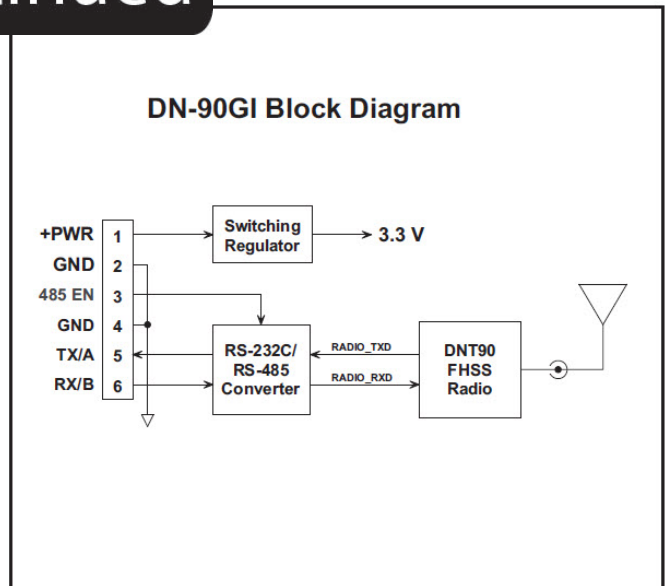 DN-90GI Block Diagram
+PWR 1
GND 2
485 EN 3
GND 4
TX/A 5
RX/B 6
Switching
Regulator
3.3 V
RS-232C/
RS-485
Converter
RADIO_TXD
RADIO_RXD
DNT90
FHSS
Radio